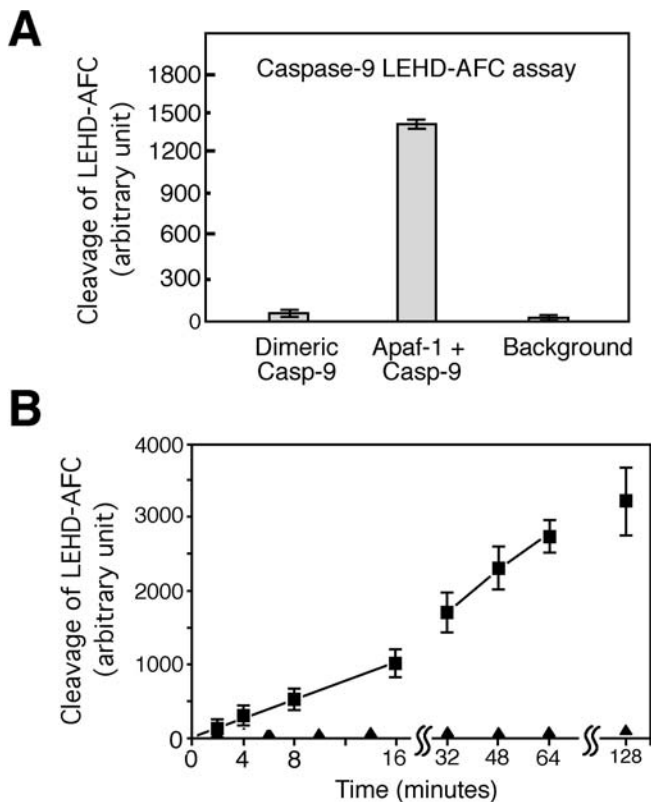 A
Caspase-9 LEHD-AFC assay
Cleavage of LEHD-AFC
(arbitrary unit)
1800
1500
1200
900
600
300
0
Dimeric
Casp-9
Apaf-1 +
Casp-9
Background
B
Cleavage of LEHD-AFC
(arbitrary unit)
4000
3000
2000
1000
0
0 4 8 16 32 48 64 128
Time (minutes)